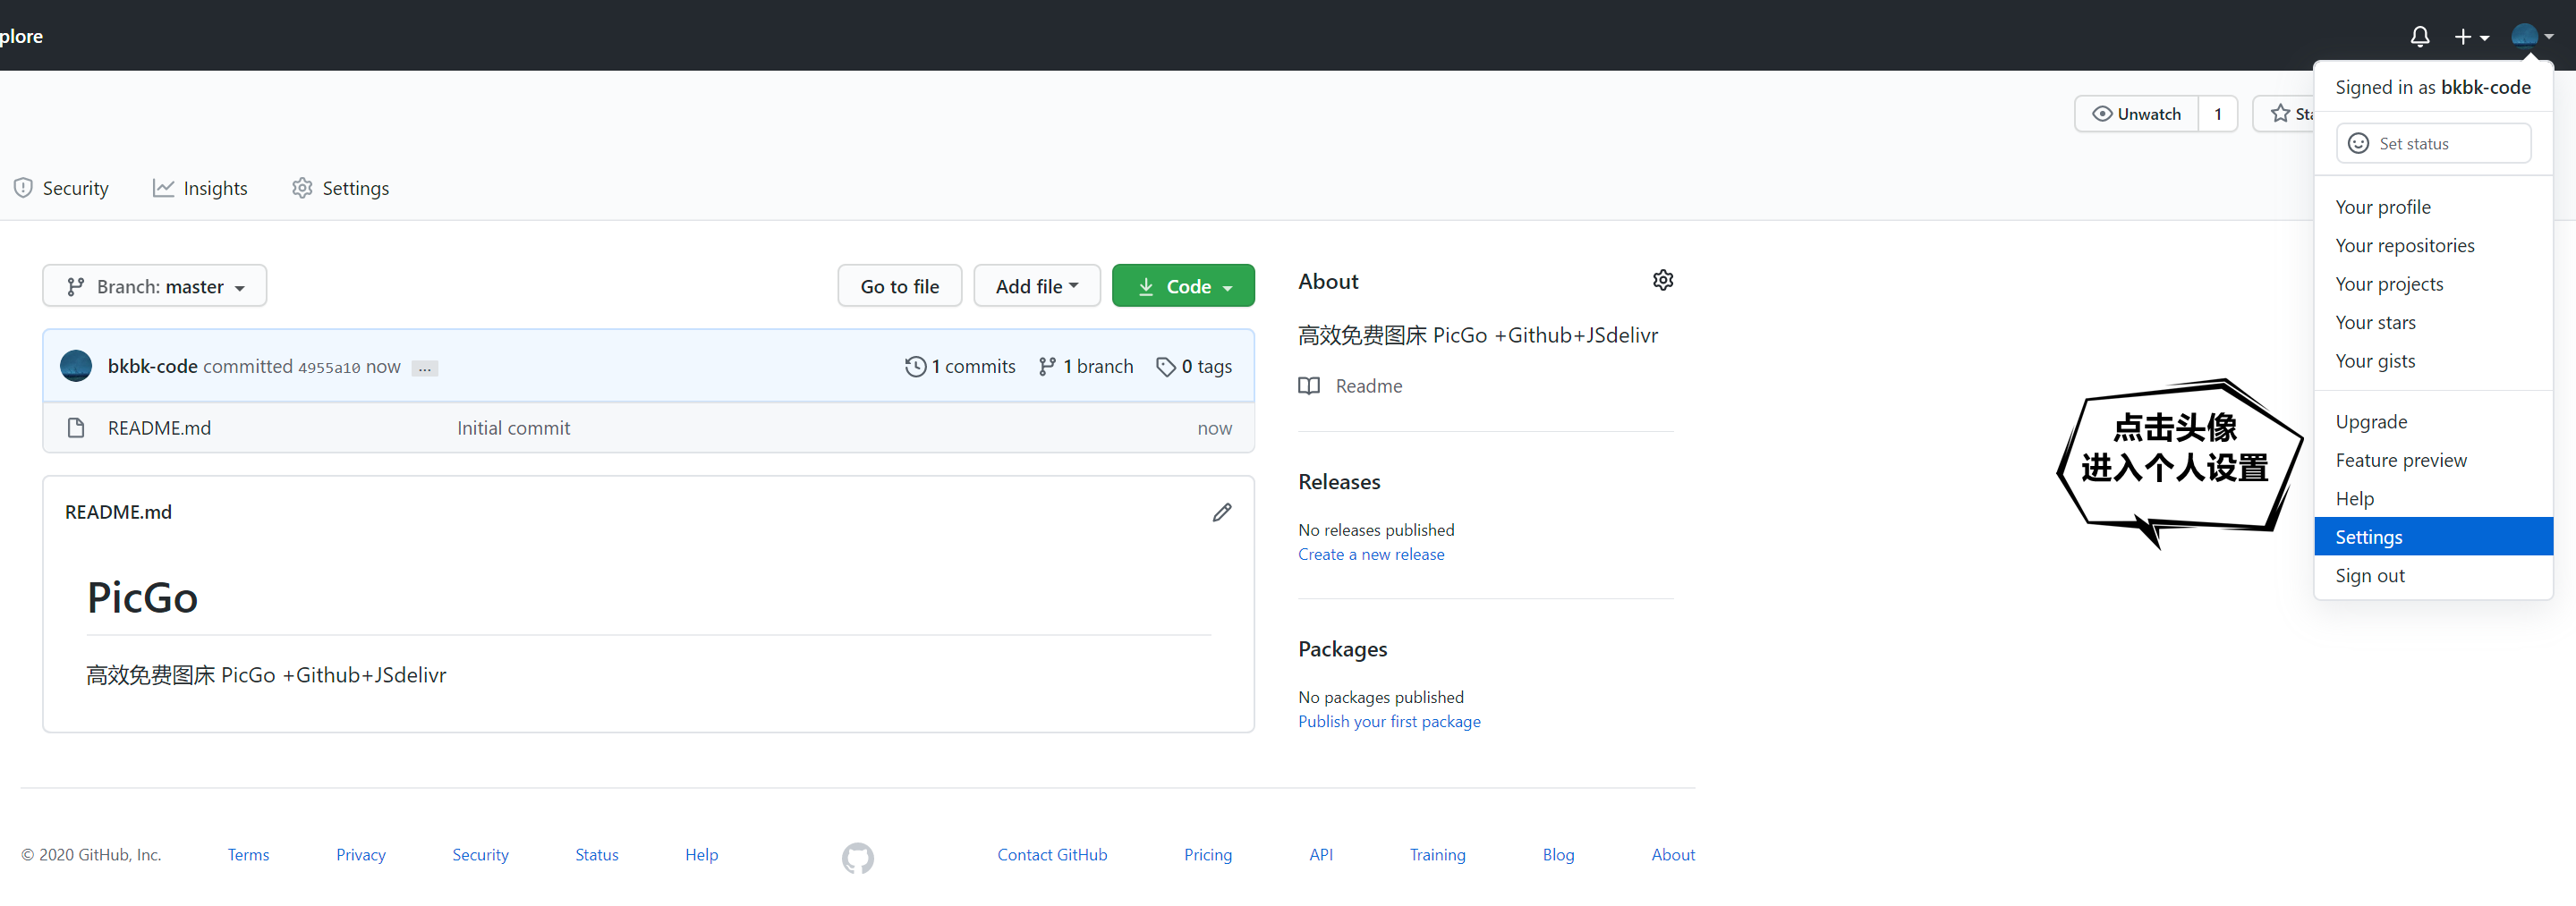 plore
Signed in as bkbk-code
Unwatch 1
Set status
Security Insights Settings
Your profile
Your repositories
Your projects
Your stars
Your gists
Upgrade
Feature preview
Help
Settings
Sign out
点击头像
进入个人设置
Branch: master
Go to file Add file Code
bkbk-code committed 4955a10 now ...
1 commits 1 branch 0 tags
README.md Initial commit now
README.md
PicGo
高效免费图床 PicGo +Github+JSdelivr
About
高效免费图床 PicGo +Github+JSdelivr
Readme
Releases
No releases published
Create a new release
Packages
No packages published
Publish your first package
© 2020 GitHub, Inc. Terms Privacy Security Status Help Contact GitHub Pricing API Training Blog About